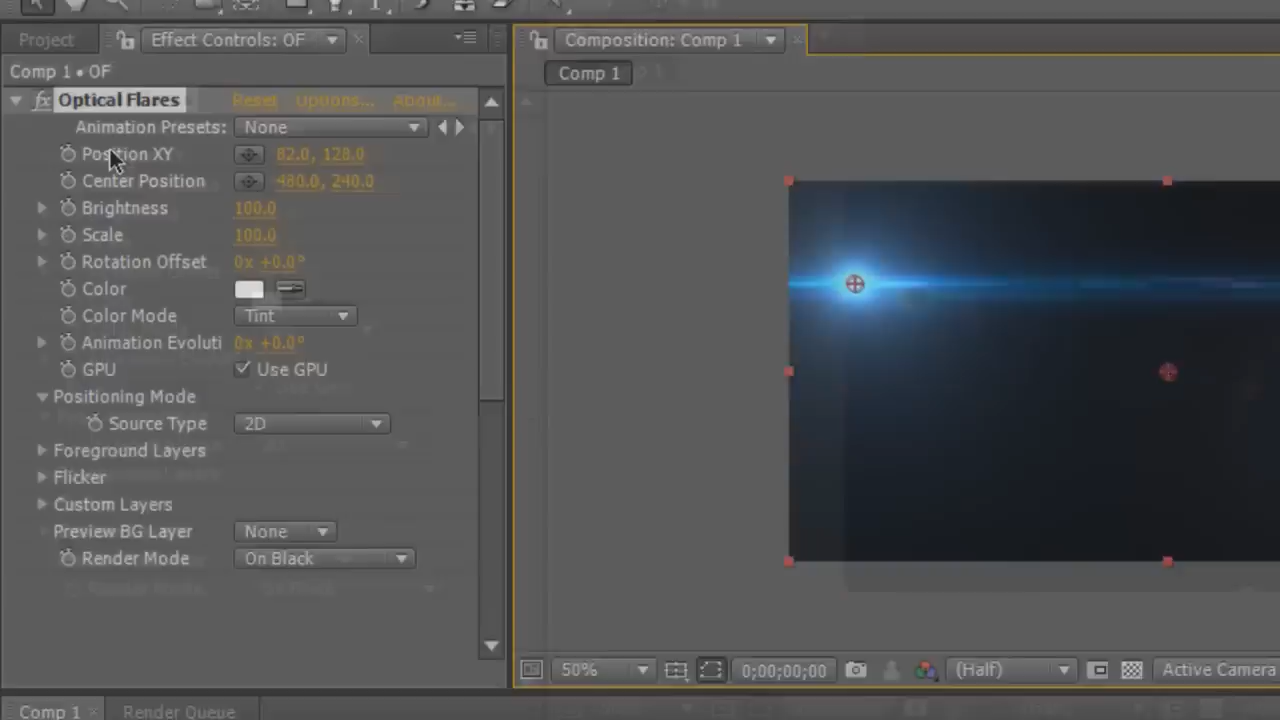 Project
Effect Controls: OF
Composition: Comp 1
Comp 1 • OF
Comp 1
fx Optical Flares
Reset
Options...
About...
Animation Presets:
None
Position XY
82.0, 128.0
Center Position
480.0, 240.0
Brightness
100.0
Scale
100.0
Rotation Offset
0x +0.0°
Color
Color Mode
Tint
Animation Evoluti
0x +0.0°
GPU
Use GPU
Positioning Mode
Source Type
2D
Foreground Layers
Flicker
Custom Layers
Preview BG Layer
None
Render Mode
On Black
50%
0;00;00;00
(Half)
Active Camera
Comp 1
Render Queue